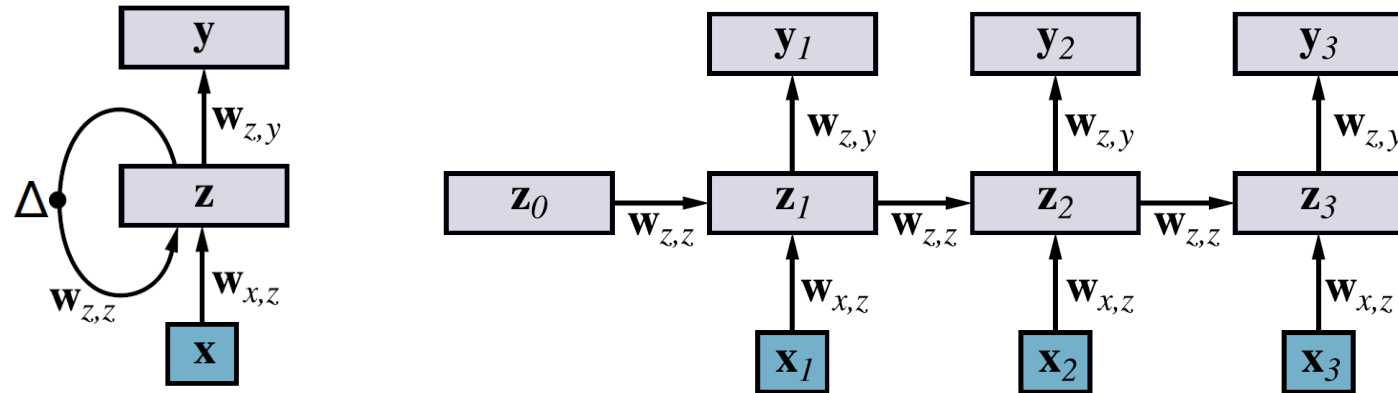 y
w_{z,y}
Δ
z
w_{z,z}
w_{x,z}
x
y_1 y_2 y_3
w_{z,y} w_{z,y} w_{z,y}
z_0 z_1 z_2 z_3
w_{z,z} w_{z,z} w_{z,z}
w_{x,z} w_{x,z} w_{x,z}
x_1 x_2 x_3